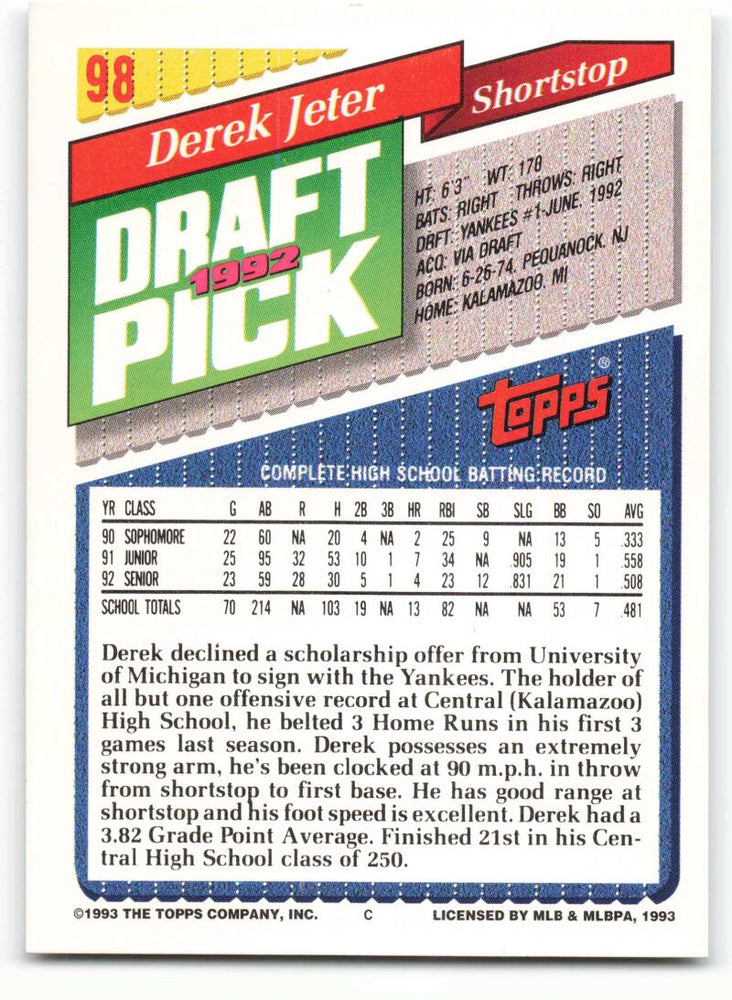 98
Derek Jeter
Shortstop
DRAFT
1992
PICK
HT: 6'3" WT: 178
BATS: RIGHT THROWS: RIGHT
DRFT: YANKEES #1-JUNE, 1992
ACQ: VIA DRAFT
BORN: 6-26-74, PEQUANOCK, NJ
HOME: KALAMAZOO, MI
TOPPS®
COMPLETE HIGH SCHOOL BATTING RECORD
YR CLASS G AB R H 2B 3B HR RBI SB SLG BB SO AVG
90 SOPHOMORE 22 60 NA 20 4 NA 2 25 9 NA 13 5 .333
91 JUNIOR 25 95 32 53 10 1 7 34 NA .905 19 1 .558
92 SENIOR 23 59 28 30 5 1 4 23 12 .831 21 1 .508
SCHOOL TOTALS 70 214 NA 103 19 NA 13 82 NA NA 53 7 .481
Derek declined a scholarship offer from University
of Michigan to sign with the Yankees. The holder of
all but one offensive record at Central (Kalamazoo)
High School, he belted 3 Home Runs in his first 3
games last season. Derek possesses an extremely
strong arm, he's been clocked at 90 m.p.h. in throw
from shortstop to first base. He has good range at
shortstop and his foot speed is excellent. Derek had a
3.82 Grade Point Average. Finished 21st in his Cen-
tral High School class of 250.
©1993 THE TOPPS COMPANY, INC. C LICENSED BY MLB & MLBPA, 1993